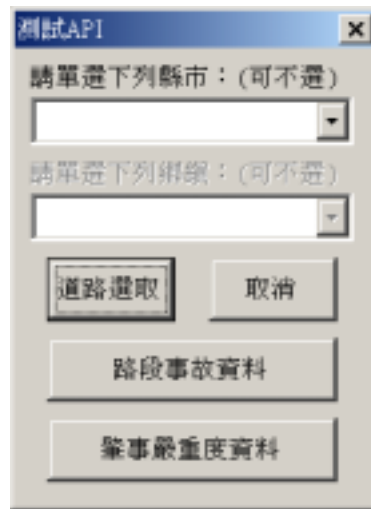 測試API
請單選下列縣市：(可不選)
請單選下列鄉鎮：(可不選)
道路選取
取消
路段事故資料
肇事嚴重度資料